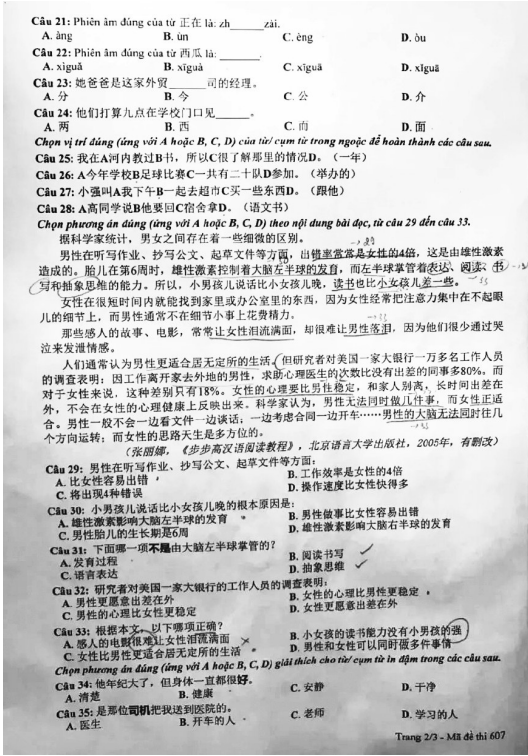 Câu 21: Phiên âm đúng của từ 正在 là: zh______zài.
A. àng B. ùn C. èng D. òu
Câu 22: Phiên âm đúng của từ 西瓜 là: ______.
A. xìguǎ B. xīguà C. xīguā D. xǐguā
Câu 23: 她爸爸是这家外贸______司的经理。
A. 分 B. 今 C. 公 D. 介
Câu 24: 他们打算九点在学校门口见______。
A. 两 B. 西 C. 而 D. 面
Chọn vị trí đúng (ứng với A hoặc B, C, D) của từ/ cụm từ trong ngoặc để hoàn thành các câu sau.
Câu 25: 我在A河内教过B书，所以C很了解那里的情况D。（一年）
Câu 26: A今年学校B足球比赛C一共有二十队D参加。（举办的）
Câu 27: 小强叫A我下午B一起去超市C买一些东西D。（跟他）
Câu 28: A高同学说B他要回C宿舍拿D。（语文书）
Chọn phương án đúng (ứng với A hoặc B, C, D) theo nội dung bài đọc, từ câu 29 đến câu 33.
据科学家统计，男女之间存在着一些细微的区别。
男性在听写作业、抄写公文、起草文件等方面，出错率常常是女性的4倍，这是由雄性激素
造成的。胎儿在第6周时，雄性激素控制着大脑左半球的发育，而左半球掌管着表达、阅读、书
写和抽象思维的能力。所以，小男孩儿说话比小女孩儿晚，读书也比小女孩儿差一些。
女性在很短时间内就能找到家里或办公室里的东西，因为女性经常把注意力集中在不起眼
儿的细节上，而男性通常不在细节小事上花费精力。
那些感人的故事、电影，常常让女性泪流满面，却很难让男性落泪，因为他们很少通过哭
泣来发泄情感。
人们通常认为男性更适合居无定所的生活。但研究者对美国一家大银行一万多名工作人员
的调查表明：因工作离开家去外地的男性，求助心理医生的次数比没有出差的同事多80%。而
对于女性来说，这种差别只有18%。女性的心理要比男性稳定，和家人别离，长时间出差在
外，不会在女性的心理健康上反映出来。科学家认为，男性无法同时做几件事，而女性正适
合。男性一般不会一边看文件一边谈话；一边考虑合同一边开车……男性的大脑无法同时往几
个方向运转；而女性的思路天生是多方位的。
（张丽娜，《步步高汉语阅读教程》，北京语言大学出版社，2005年，有删改）
Câu 29: 男性在听写作业、抄写公文、起草文件等方面：
A. 比女性容易出错 B. 工作效率是女性的4倍
C. 将出现4种错误 D. 操作速度比女性快得多
Câu 30: 小男孩儿说话比小女孩儿晚的根本原因是：
A. 雄性激素影响大脑左半球的发育 B. 男性做事比女性容易出错
C. 男性胎儿的生长期是6周 D. 雄性激素影响大脑右半球的发育
Câu 31: 下面哪一项不是由大脑左半球掌管的？
A. 发育过程 B. 阅读书写
C. 语言表达 D. 抽象思维
Câu 32: 研究者对美国一家大银行的工作人员的调查表明：
A. 男性更愿意出差在外 B. 女性的心理比男性更稳定
C. 男性的心理比女性更稳定 D. 女性更愿意出差在外
Câu 33: 根据本文，以下哪项正确？
A. 感人的电影很难让女性泪流满面 B. 小女孩的读书能力没有小男孩的强
C. 女性比男性更适合居无定所的生活 D. 男性和女性可以同时做多件事情
Chọn phương án đúng (ứng với A hoặc B, C, D) giải thích cho từ/ cụm từ in đậm trong các câu sau.
Câu 34: 他年纪大了，但身体一直都很好。
A. 清楚 B. 健康 C. 安静 D. 干净
Câu 35: 是那位司机把我送到医院的。
A. 医生 B. 开车的人 C. 老师 D. 学习的人
Trang 2/3 - Mã đề thi 607